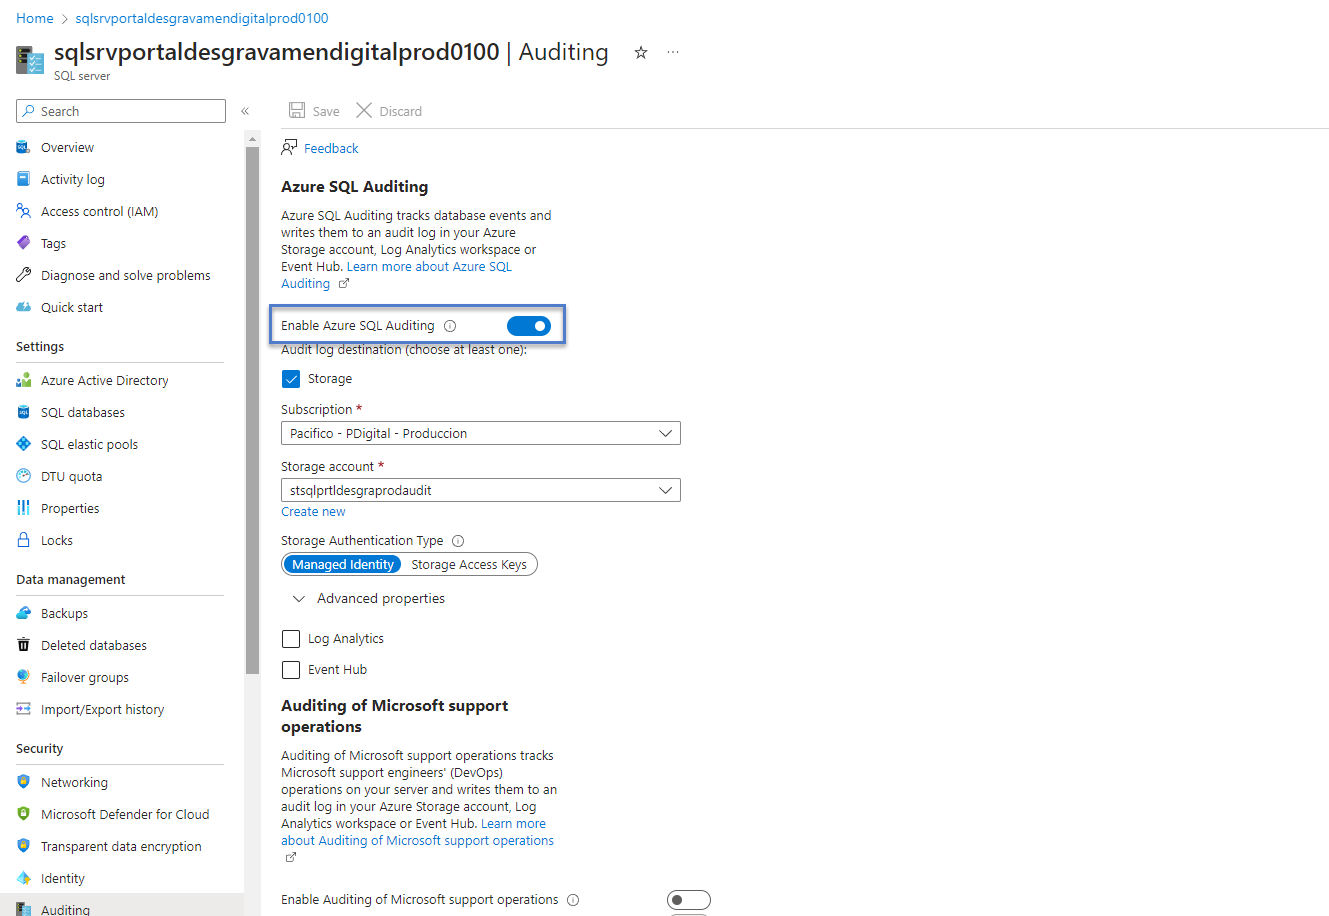 Home > sqlsrvportaldesgravamendigitalprod0100
sqlsrvportaldesgravamendigitalprod0100 | Auditing
SQL server
Search
Overview
Activity log
Access control (IAM)
Tags
Diagnose and solve problems
Quick start
Settings
Azure Active Directory
SQL databases
SQL elastic pools
DTU quota
Properties
Locks
Data management
Backups
Deleted databases
Failover groups
Import/Export history
Security
Networking
Microsoft Defender for Cloud
Transparent data encryption
Identity
Auditing
Save Discard
Feedback
Azure SQL Auditing
Azure SQL Auditing tracks database events and
writes them to an audit log in your Azure
Storage account, Log Analytics workspace or
Event Hub. Learn more about Azure SQL
Auditing
Enable Azure SQL Auditing
Audit log destination (choose at least one):
Storage
Subscription *
Pacifico - PDigital - Produccion
Storage account *
stsqlprtldesgraprodaudit
Create new
Storage Authentication Type
Managed Identity Storage Access Keys
Advanced properties
Log Analytics
Event Hub
Auditing of Microsoft support
operations
Auditing of Microsoft support operations tracks
Microsoft support engineers' (DevOps)
operations on your server and writes them to an
audit log in your Azure Storage account, Log
Analytics workspace or Event Hub. Learn more
about Auditing of Microsoft support operations
Enable Auditing of Microsoft support operations